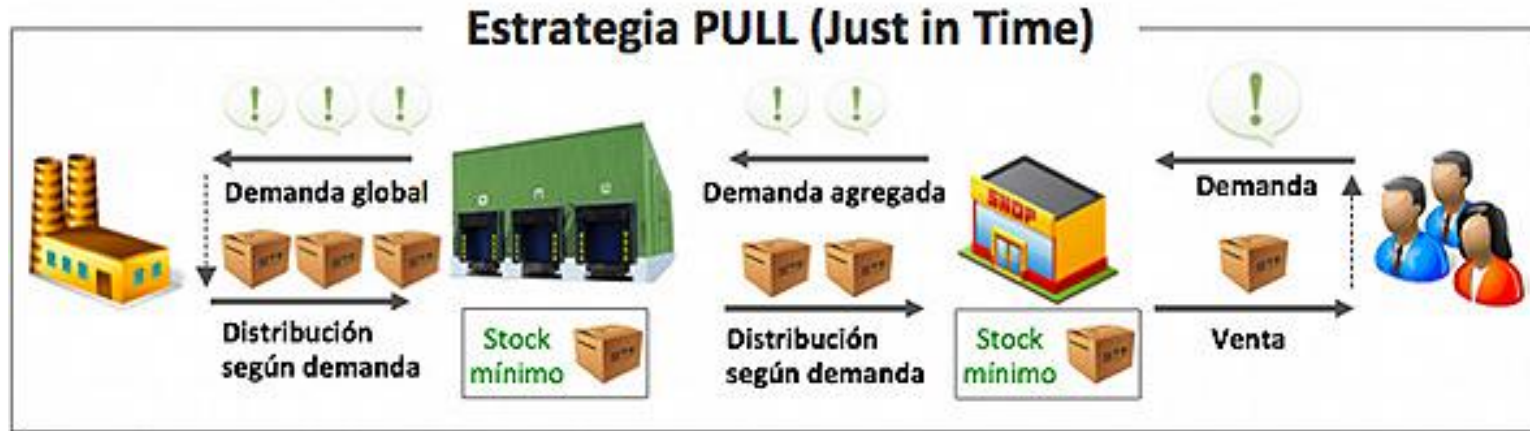 Estrategia PULL (Just in Time)
! ! !
! !
!
Demanda global
Demanda agregada
Demanda
SHOP
Distribución
según demanda
Stock
mínimo
Distribución
según demanda
Stock
mínimo
Venta